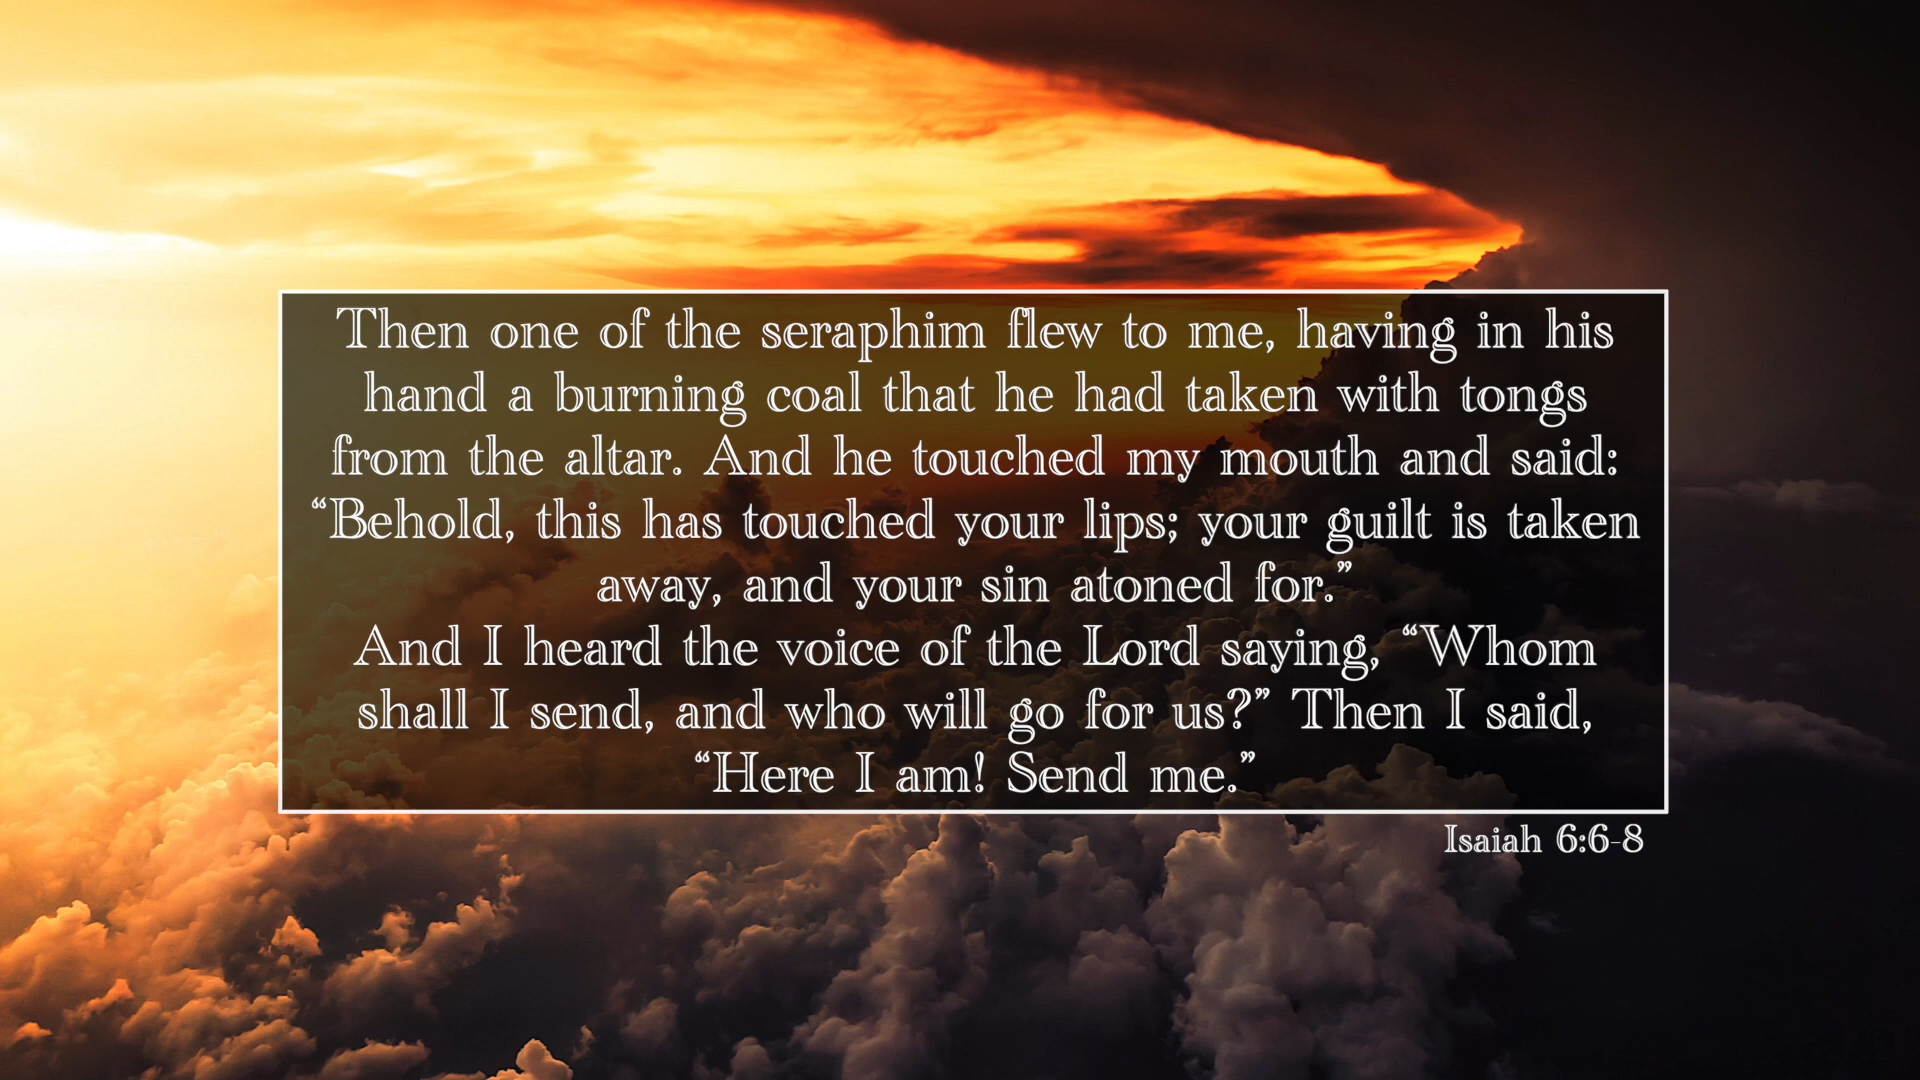 Then one of the seraphim flew to me, having in his
hand a burning coal that he had taken with tongs
from the altar. And he touched my mouth and said:
“Behold, this has touched your lips; your guilt is taken
away, and your sin atoned for.”
And I heard the voice of the Lord saying, “Whom
shall I send, and who will go for us?” Then I said,
“Here I am! Send me.”
Isaiah 6:6-8